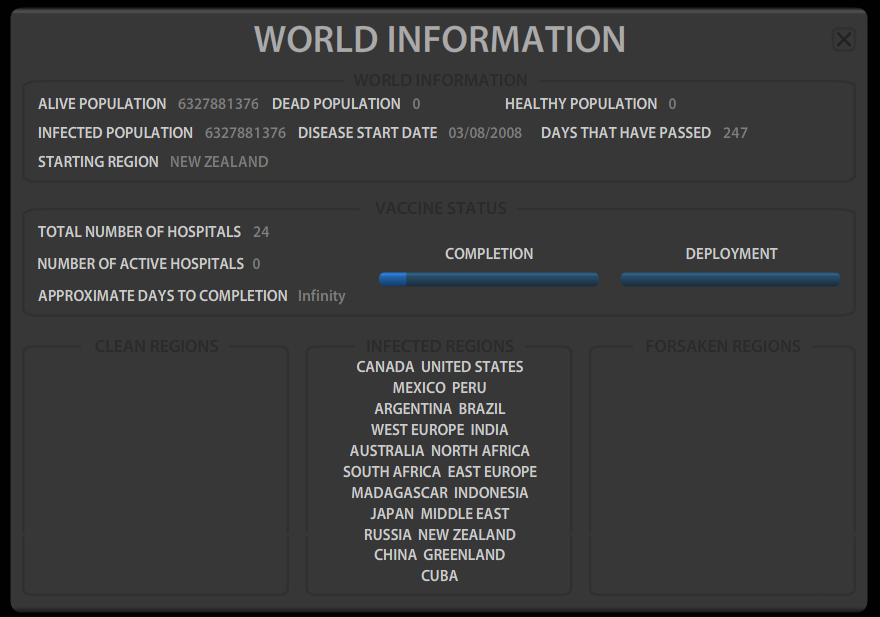 WORLD INFORMATION
WORLD INFORMATION
ALIVE POPULATION 6327881376 DEAD POPULATION 0 HEALTHY POPULATION 0
INFECTED POPULATION 6327881376 DISEASE START DATE 03/08/2008 DAYS THAT HAVE PASSED 247
STARTING REGION NEW ZEALAND
VACCINE STATUS
TOTAL NUMBER OF HOSPITALS 24
COMPLETION DEPLOYMENT
NUMBER OF ACTIVE HOSPITALS 0
APPROXIMATE DAYS TO COMPLETION Infinity
CLEAN REGIONS INFECTED REGIONS FORSAKEN REGIONS
CANADA UNITED STATES
MEXICO PERU
ARGENTINA BRAZIL
WEST EUROPE INDIA
AUSTRALIA NORTH AFRICA
SOUTH AFRICA EAST EUROPE
MADAGASCAR INDONESIA
JAPAN MIDDLE EAST
RUSSIA NEW ZEALAND
CHINA GREENLAND
CUBA